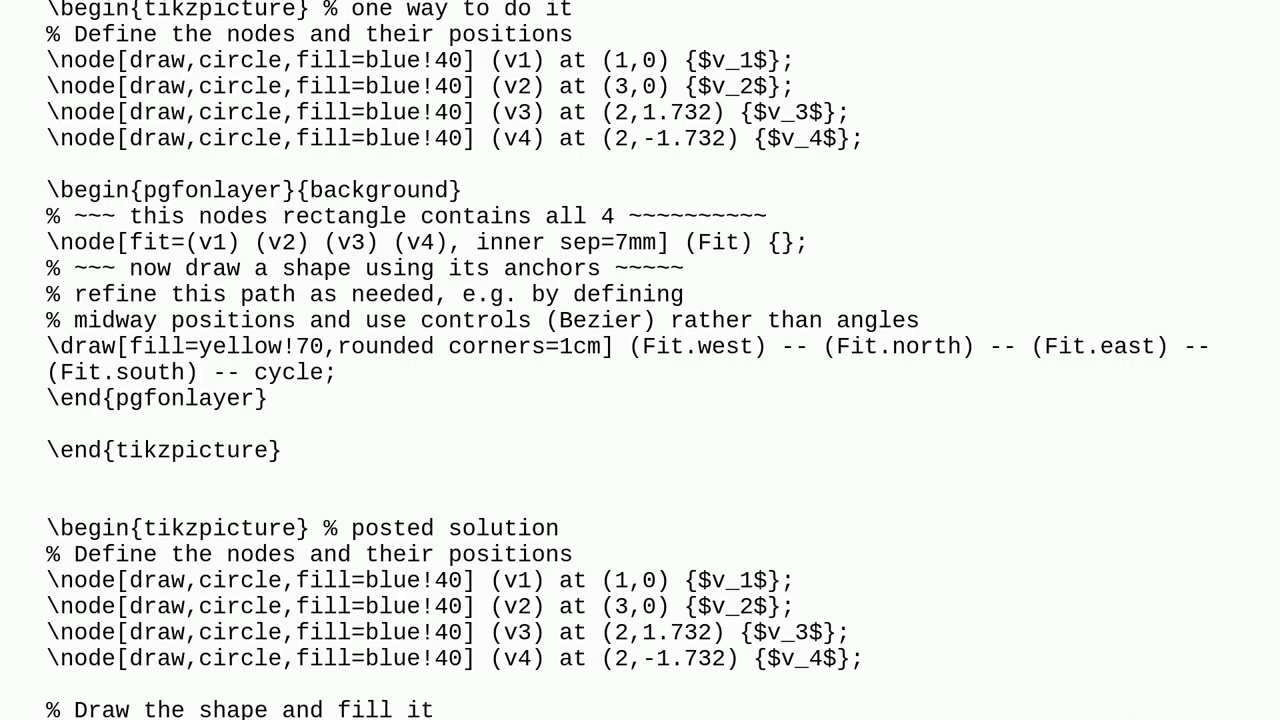 \begin{tikzpicture} % one way to do it
% Define the nodes and their positions
\node[draw,circle,fill=blue!40] (v1) at (1,0) {$v_1$};
\node[draw,circle,fill=blue!40] (v2) at (3,0) {$v_2$};
\node[draw,circle,fill=blue!40] (v3) at (2,1.732) {$v_3$};
\node[draw,circle,fill=blue!40] (v4) at (2,-1.732) {$v_4$};

\begin{pgfonlayer}{background}
% ~~~ this nodes rectangle contains all 4 ~~~~~~~~~~
\node[fit=(v1) (v2) (v3) (v4), inner sep=7mm] (Fit) {};
% ~~~ now draw a shape using its anchors ~~~~~
% refine this path as needed, e.g. by defining
% midway positions and use controls (Bezier) rather than angles
\draw[fill=yellow!70,rounded corners=1cm] (Fit.west) -- (Fit.north) -- (Fit.east) --
(Fit.south) -- cycle;
\end{pgfonlayer}

\end{tikzpicture}


\begin{tikzpicture} % posted solution
% Define the nodes and their positions
\node[draw,circle,fill=blue!40] (v1) at (1,0) {$v_1$};
\node[draw,circle,fill=blue!40] (v2) at (3,0) {$v_2$};
\node[draw,circle,fill=blue!40] (v3) at (2,1.732) {$v_3$};
\node[draw,circle,fill=blue!40] (v4) at (2,-1.732) {$v_4$};

% Draw the shape and fill it